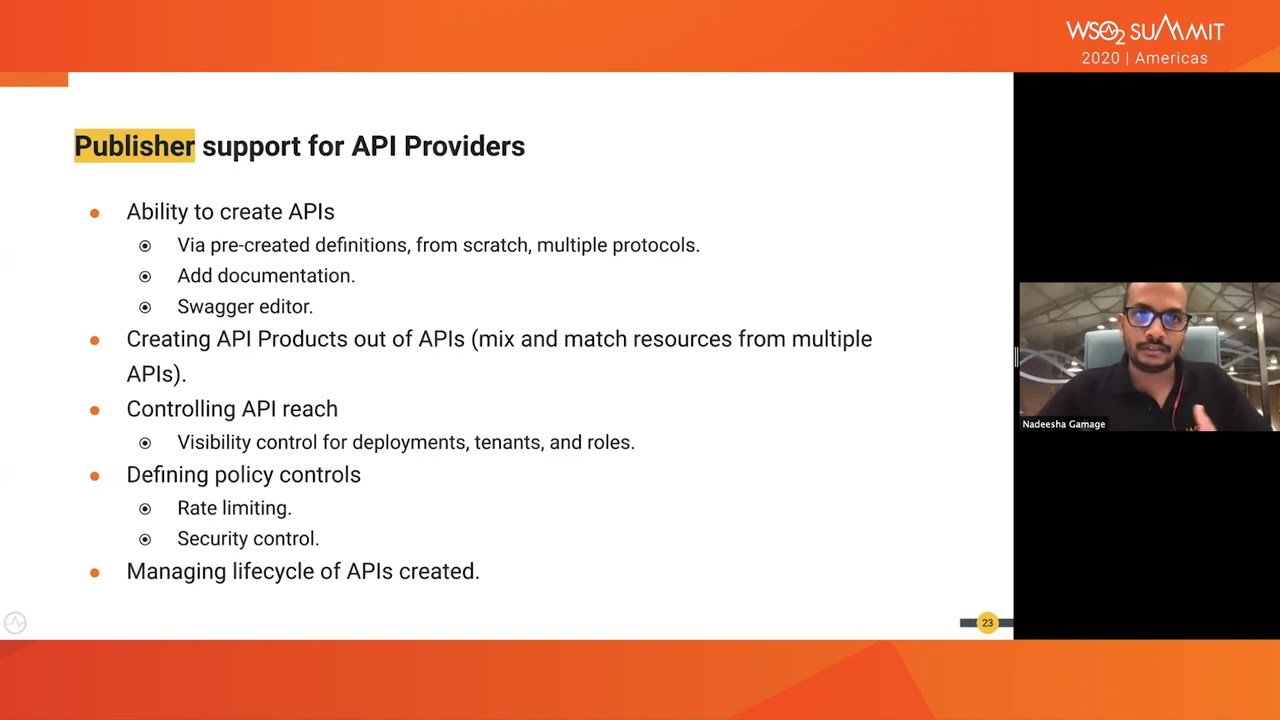 WSO2 SUMMIT
2020 | Americas
Publisher support for API Providers
Ability to create APIs
Via pre-created definitions, from scratch, multiple protocols.
Add documentation.
Swagger editor.
Creating API Products out of APIs (mix and match resources from multiple
APIs).
Controlling API reach
Visibility control for deployments, tenants, and roles.
Defining policy controls
Rate limiting.
Security control.
Managing lifecycle of APIs created.
23
Nadeesha Gamage